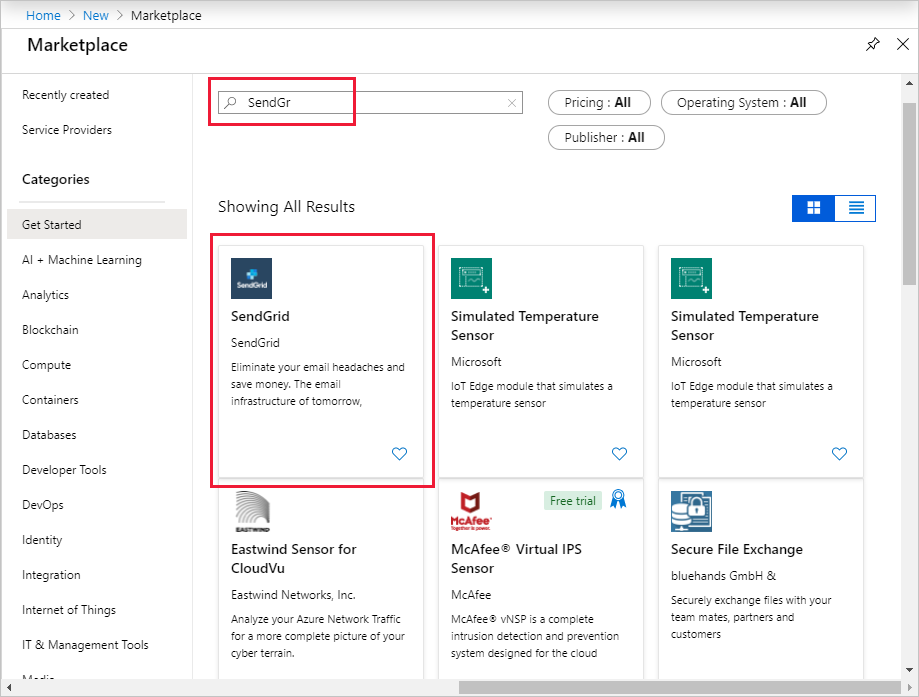 Home > New > Marketplace
Marketplace
Recently created
Service Providers
Categories
Get Started
AI + Machine Learning
Analytics
Blockchain
Compute
Containers
Databases
Developer Tools
DevOps
Identity
Integration
Internet of Things
IT & Management Tools
Media
SendGr
Pricing : All
Operating System : All
Publisher : All
Showing All Results
SendGrid
SendGrid
SendGrid
Eliminate your email headaches and
save money. The email
infrastructure of tomorrow,
Simulated Temperature
Sensor
Microsoft
IoT Edge module that simulates a
temperature sensor
Simulated Temperature
Sensor
Microsoft
IoT Edge module that simulates a
temperature sensor
EASTWIND
Eastwind Sensor for
CloudVu
Eastwind Networks, Inc.
Analyze your Azure Network Traffic
for a more complete picture of your
cyber terrain.
McAfee
Together is power.
Free trial
McAfee® Virtual IPS
Sensor
McAfee
McAfee® vNSP is a complete
intrusion detection and prevention
system designed for the cloud
Secure File Exchange
bluehands GmbH &
Securely exchange files with your
team mates, partners and
customers